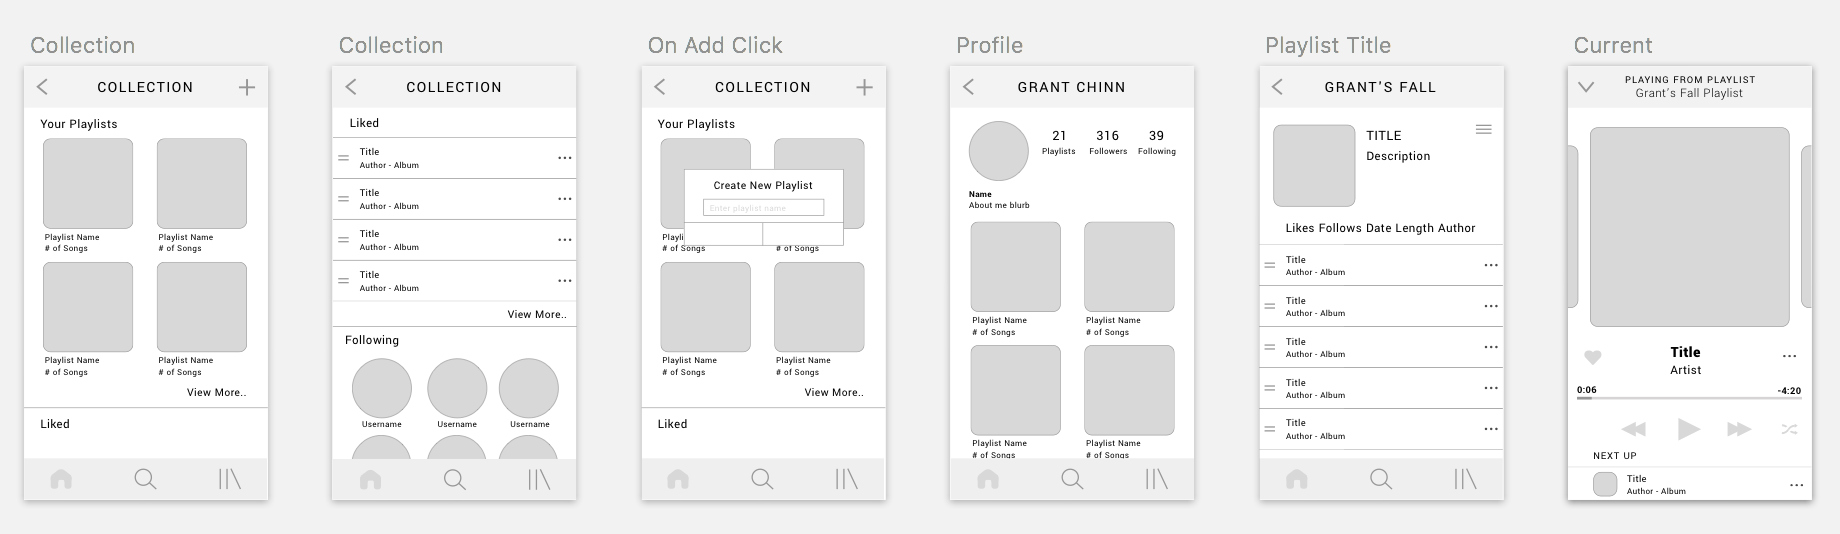 Collection
COLLECTION
Your Playlists
Playlist Name
# of Songs
Playlist Name
# of Songs
Playlist Name
# of Songs
Playlist Name
# of Songs
View More..
Liked
Collection
COLLECTION
Liked
Title
Author - Album
Title
Author - Album
Title
Author - Album
Title
Author - Album
View More..
Following
Username
Username
Username
On Add Click
COLLECTION
Your Playlists
Create New Playlist
Enter playlist name
Playli
# of Songs
# of Songs
Playlist Name
# of Songs
Playlist Name
# of Songs
View More..
Liked
Profile
GRANT CHINN
21 316 39
Playlists Followers Following
Name
About me blurb
Playlist Name
# of Songs
Playlist Name
# of Songs
Playlist Name
# of Songs
Playlist Name
# of Songs
Playlist Title
GRANT'S FALL
TITLE
Description
Likes Follows Date Length Author
Title
Author - Album
Title
Author - Album
Title
Author - Album
Title
Author - Album
Title
Author - Album
Current
PLAYING FROM PLAYLIST
Grant's Fall Playlist
Title
Artist
0:06 -4:20
NEXT UP
Title
Author - Album